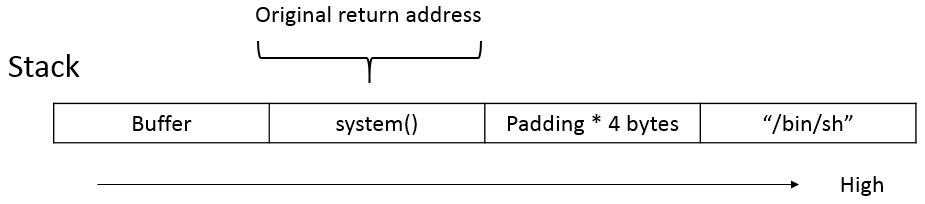 Original return address
Stack
Buffer system() Padding * 4 bytes “/bin/sh”
High